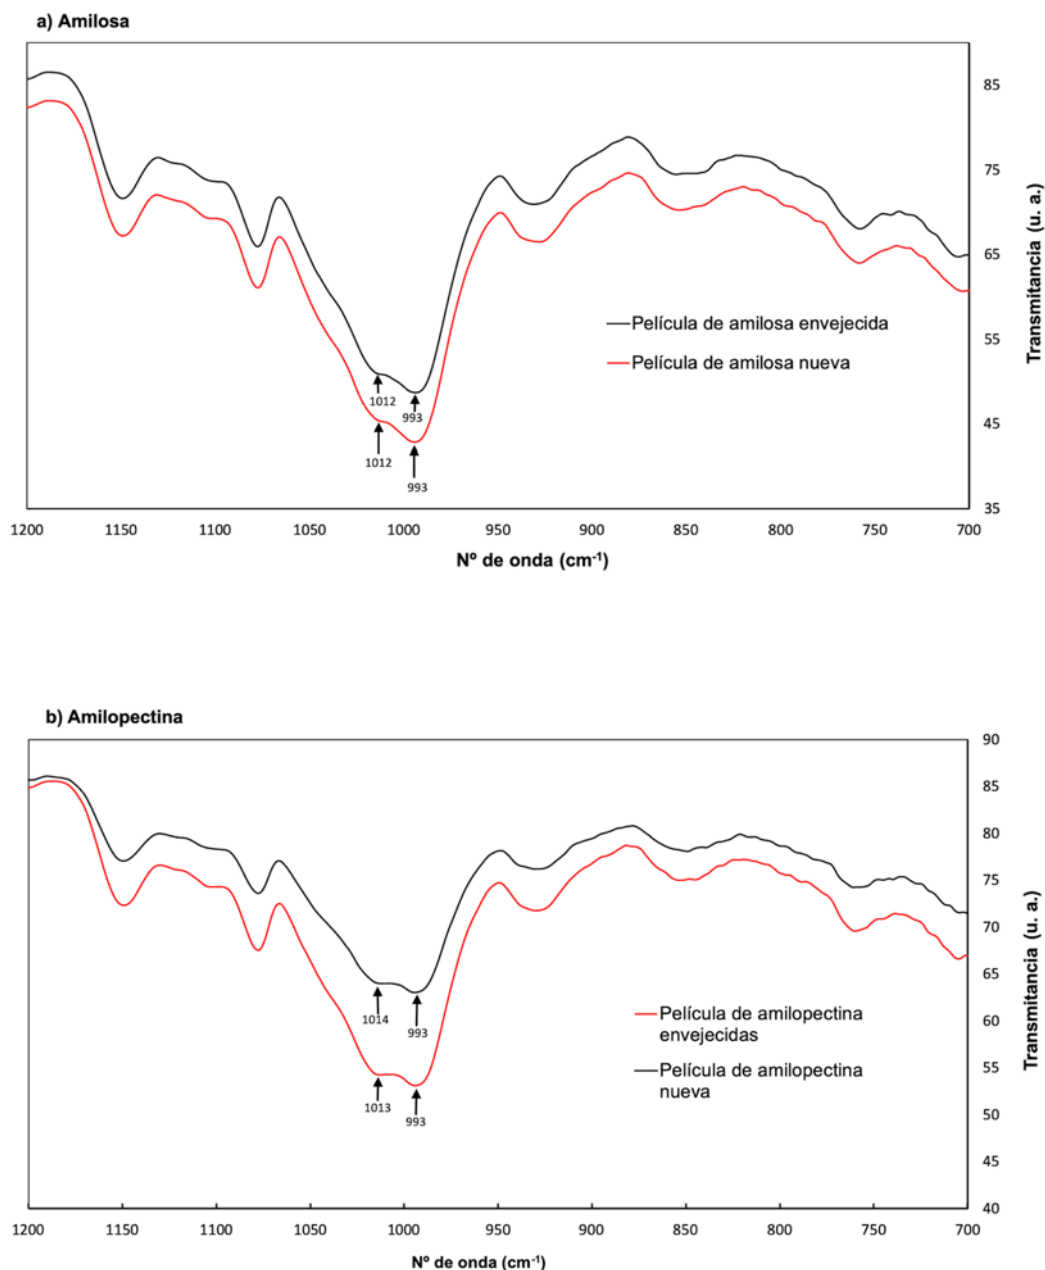 a) Amilosa
85
75
65
55
45
35
Transmitancia (u. a.)
Película de amilosa envejecida
Película de amilosa nueva
1012
993
1012
993
1200 1150 1100 1050 1000 950 900 850 800 750 700
Nº de onda (cm-1)
b) Amilopectina
90
85
80
75
70
65
60
55
50
45
40
Transmitancia (u. a.)
1014
993
1013
993
Película de amilopectina
envejecidas
Película de amilopectina
nueva
1200 1150 1100 1050 1000 950 900 850 800 750 700
Nº de onda (cm-1)